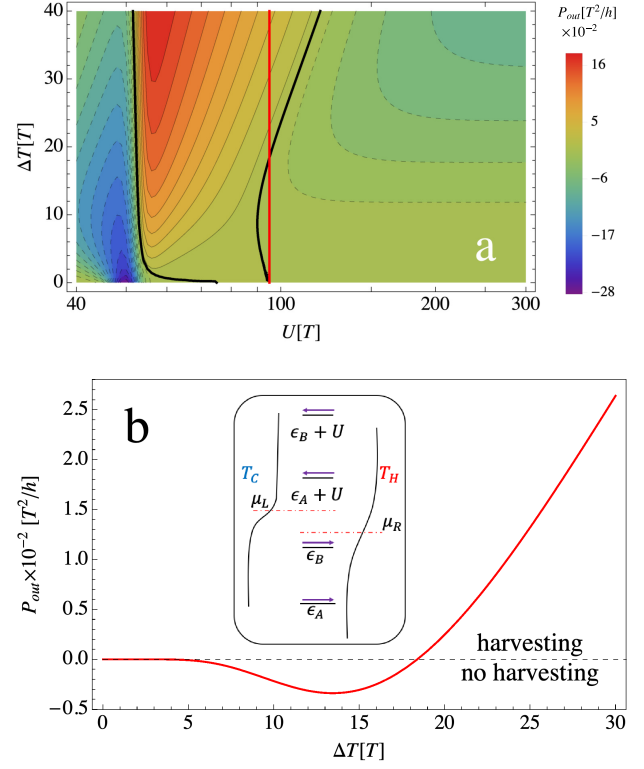 P_out[T²/h]
×10⁻²
40
30
20
10
0
ΔT[T]
a
16
5
−6
−17
−28
40
100
200
300
U[T]
b
2.5
2.0
1.5
1.0
0.5
0.0
−0.5
P_out×10⁻² [T²/h]
ϵ_B + U
T_C
T_H
ϵ_A + U
μ_L
μ_R
ϵ_B
ϵ_A
harvesting
no harvesting
0
5
10
15
20
25
30
ΔT[T]